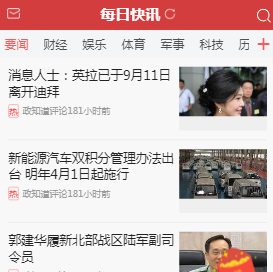 每日快讯
要闻 财经 娱乐 体育 军事 科技 历
消息人士：英拉已于9月11日
离开迪拜
热 政知道评论181小时前
新能源汽车双积分管理办法出
台 明年4月1日起施行
热 政知道评论181小时前
郭建华履新北部战区陆军副司
令员